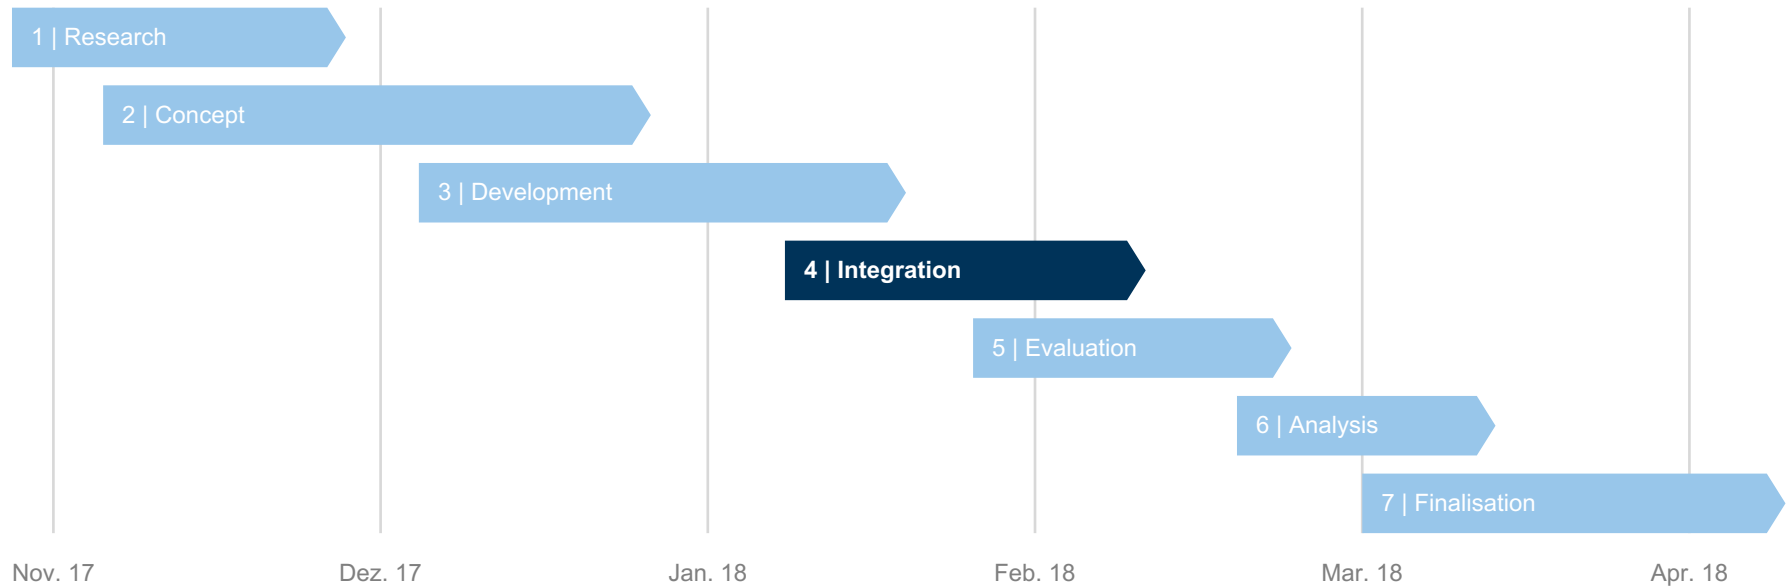 1 | Research
2 | Concept
3 | Development
4 | Integration
5 | Evaluation
6 | Analysis
7 | Finalisation
Nov. 17 Dez. 17 Jan. 18 Feb. 18 Mar. 18 Apr. 18